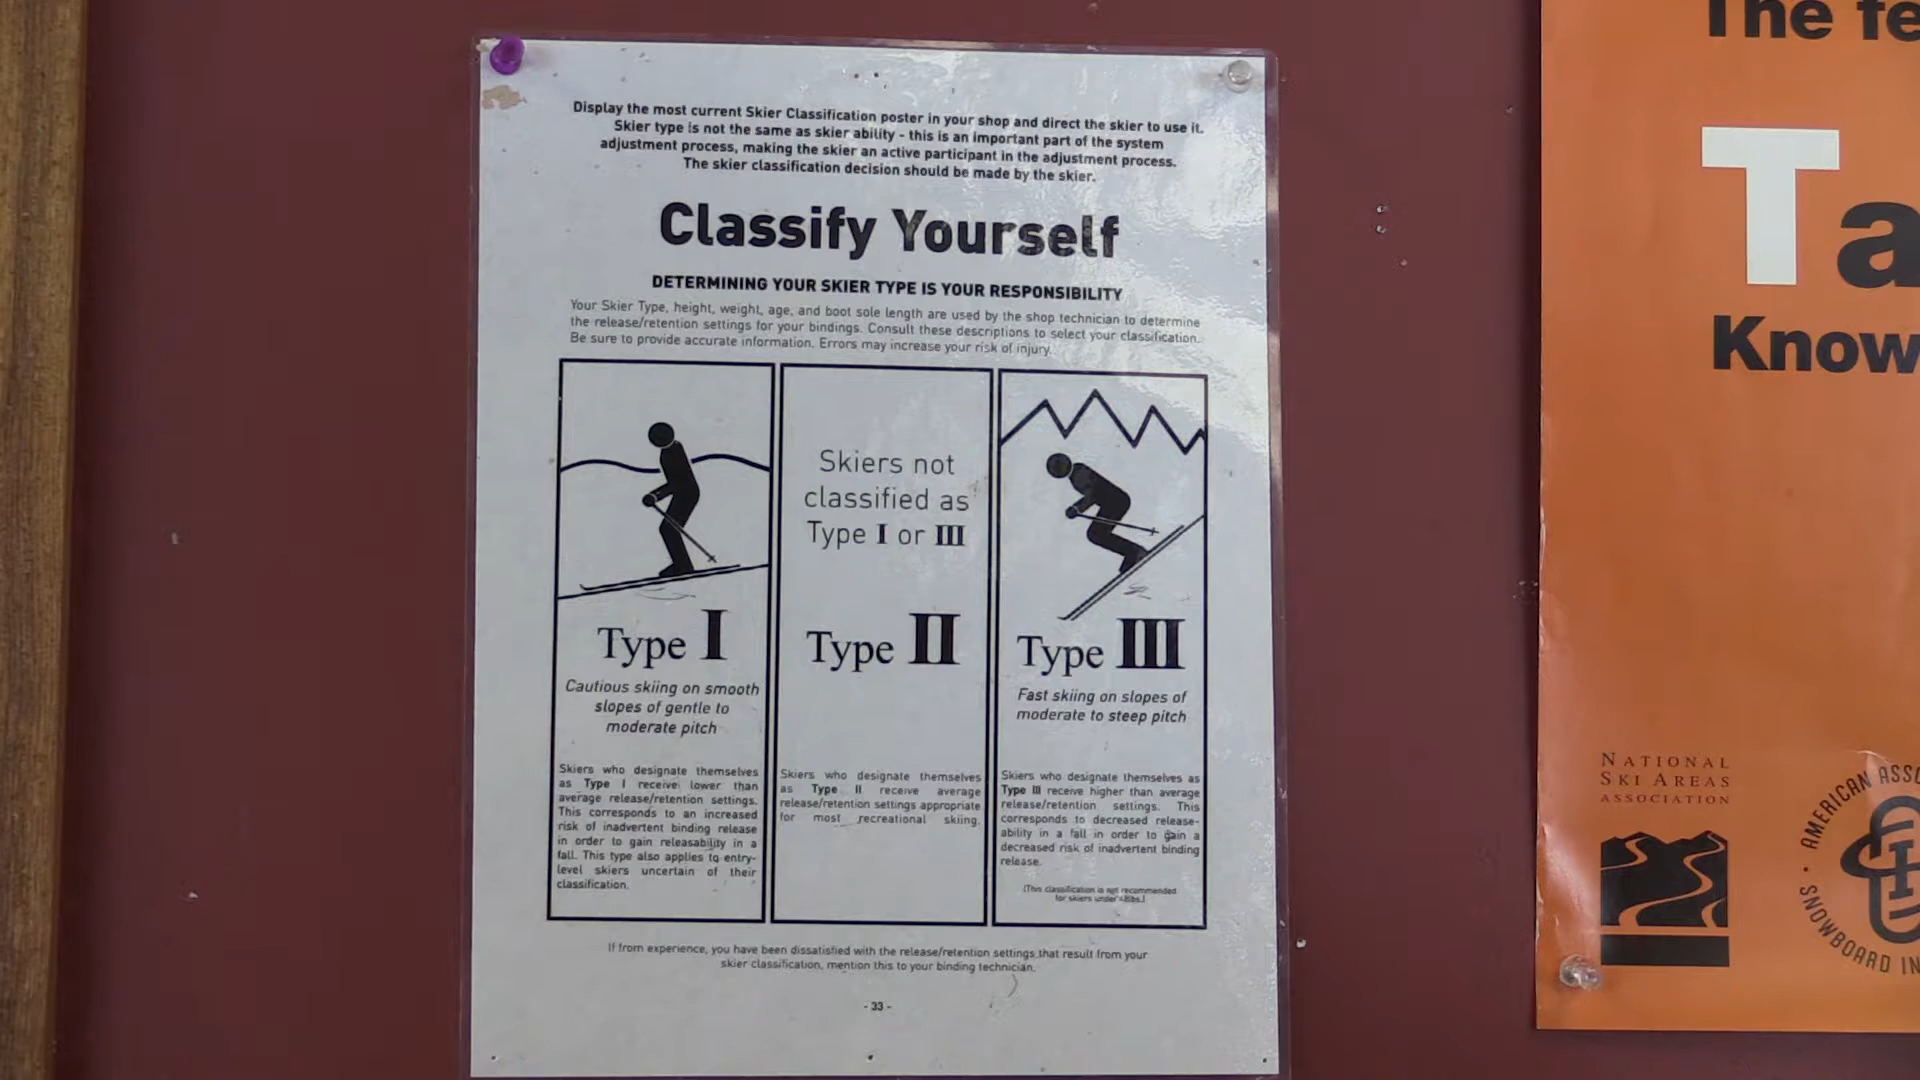 Display the most current Skier Classification poster in your shop and direct the skier to use it.
Skier type is not the same as skier ability - this is an important part of the system
adjustment process, making the skier an active participant in the adjustment process.
The skier classification decision should be made by the skier.
Classify Yourself
DETERMINING YOUR SKIER TYPE IS YOUR RESPONSIBILITY
Your Skier Type, height, weight, age, and boot sole length are used by the shop technician to determine
the release/retention settings for your bindings. Consult these descriptions to select your classification.
Be sure to provide accurate information. Errors may increase your risk of injury.
Type I
Cautious skiing on smooth
slopes of gentle to
moderate pitch
Skiers who designate themselves
as Type I receive lower than
average release/retention settings.
This corresponds to an increased
risk of inadvertent binding release
in order to gain releasability in a
fall. This type also applies to entry-
level skiers uncertain of their
classification.
Skiers not
classified as
Type I or III
Type II
Skiers who designate themselves
as Type II receive average
release/retention settings appropriate
for most recreational skiing.
Type III
Fast skiing on slopes of
moderate to steep pitch
Skiers who designate themselves as
Type III receive higher than average
release/retention settings. This
corresponds to decreased release-
ability in a fall in order to gain a
decreased risk of inadvertent binding
release.
(This classification is not recommended
for skiers under
If from experience, you have been dissatisfied with the release/retention settings that result from your
skier classification, mention this to your binding technician.
- 33 -
The fe
Ta
Know
NATIONAL
SKI AREAS
ASSOCIATION
AMERICAN ASSO
SNOWBOARD IN